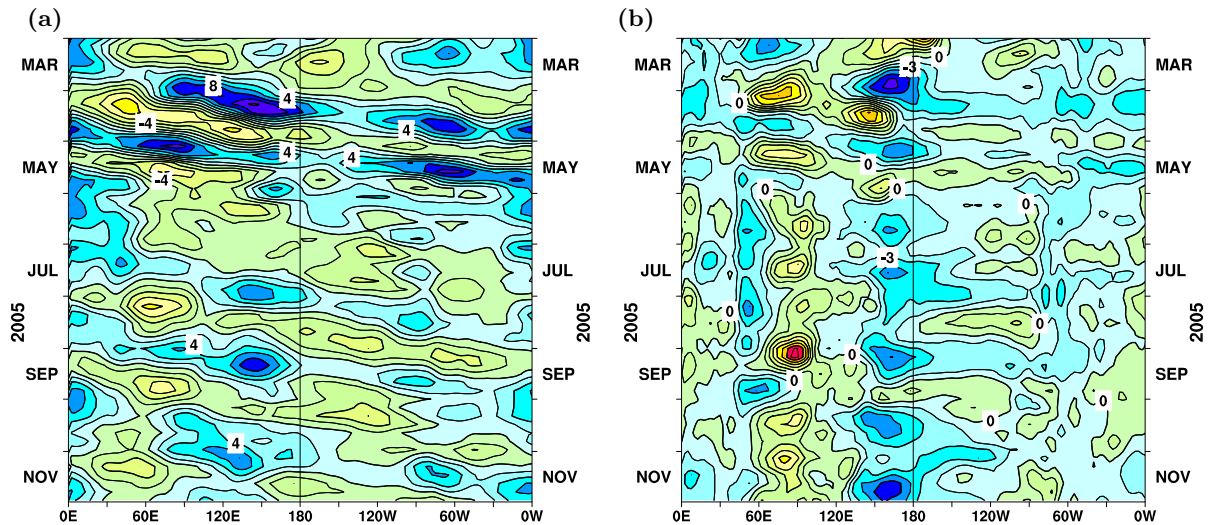 (a) (b)
MAR MAR MAR MAR
8 4 -3 0
-4 4 0
4 4 0
MAY MAY MAY MAY
-4 0 0 0
JUL JUL -3 JUL JUL
2005 2005 2005 2005
0 0
4 0
SEP SEP SEP SEP
0 0
4 0
NOV NOV NOV NOV
0E 60E 120E 180 120W 60W 0W 0E 60E 120E 180 120W 60W 0W